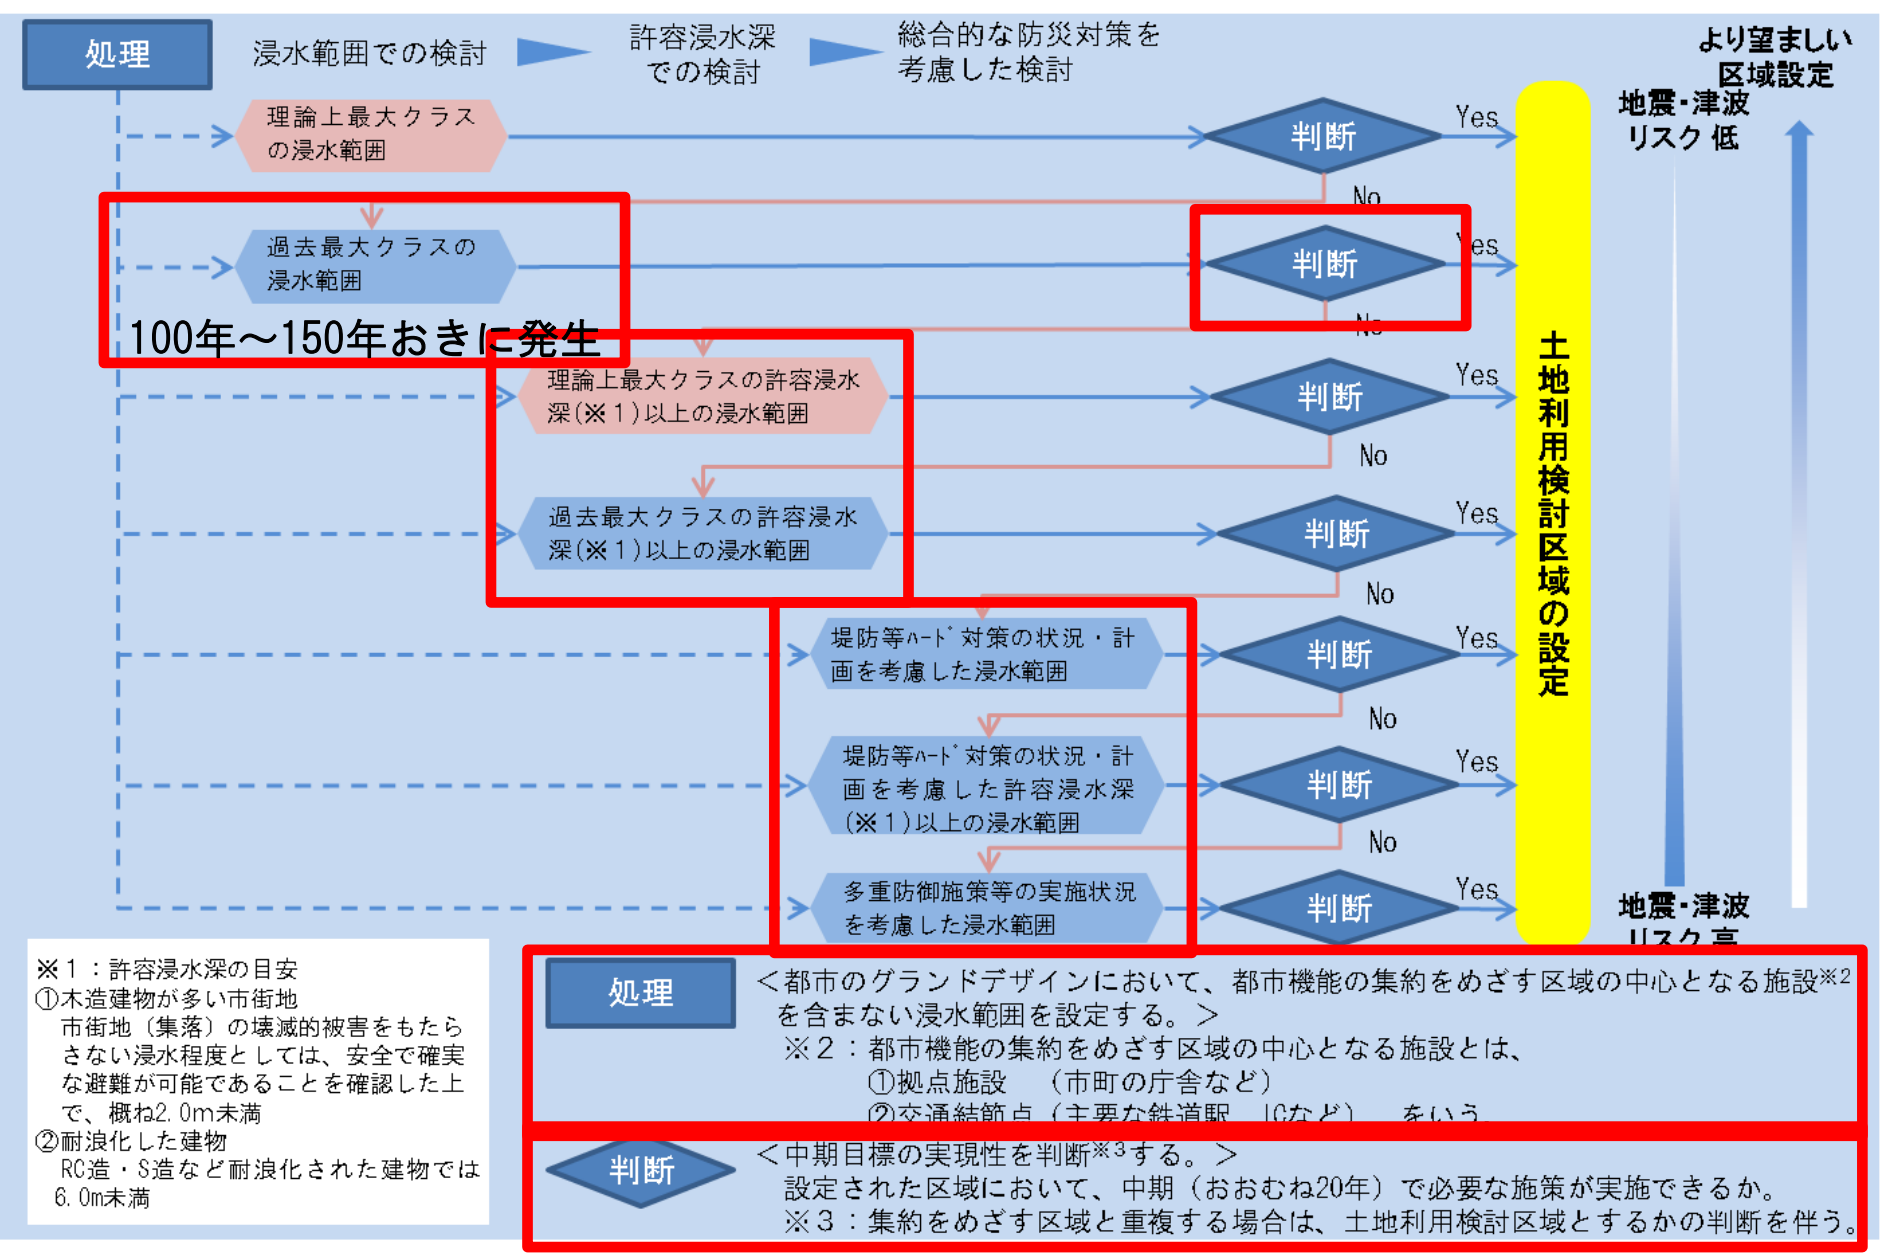 処理
浸水範囲での検討
許容浸水深
での検討
総合的な防災対策を
考慮した検討
より望ましい
区域設定
地震・津波
リスク 低
理論上最大クラス
の浸水範囲
判断
Yes
No
過去最大クラスの
浸水範囲
判断
Yes
No
100年～150年おきに発生
理論上最大クラスの許容浸水
深(※1)以上の浸水範囲
判断
Yes
No
過去最大クラスの許容浸水
深(※1)以上の浸水範囲
判断
Yes
No
堤防等ﾊｰﾄﾞ対策の状況・計
画を考慮した浸水範囲
判断
Yes
No
堤防等ﾊｰﾄﾞ対策の状況・計
画を考慮した許容浸水深
(※1)以上の浸水範囲
判断
Yes
No
多重防御施策等の実施状況
を考慮した浸水範囲
判断
Yes
土地利用検討区域の設定
地震・津波
リスク 高
※1：許容浸水深の目安
①木造建物が多い市街地
市街地（集落）の壊滅的被害をもたら
さない浸水程度としては、安全で確実
な避難が可能であることを確認した上
で、概ね2.0m未満
②耐浪化した建物
RC造・S造など耐浪化された建物では
6.0m未満
処理
＜都市のグランドデザインにおいて、都市機能の集約をめざす区域の中心となる施設※2
を含まない浸水範囲を設定する。＞
※2：都市機能の集約をめざす区域の中心となる施設とは、
①拠点施設　（市町の庁舎など）
②交通結節点（主要な鉄道駅　ICなど）　をいう。
判断
＜中期目標の実現性を判断※3する。＞
設定された区域において、中期（おおむね20年）で必要な施策が実施できるか。
※3：集約をめざす区域と重複する場合は、土地利用検討区域とするかの判断を伴う。